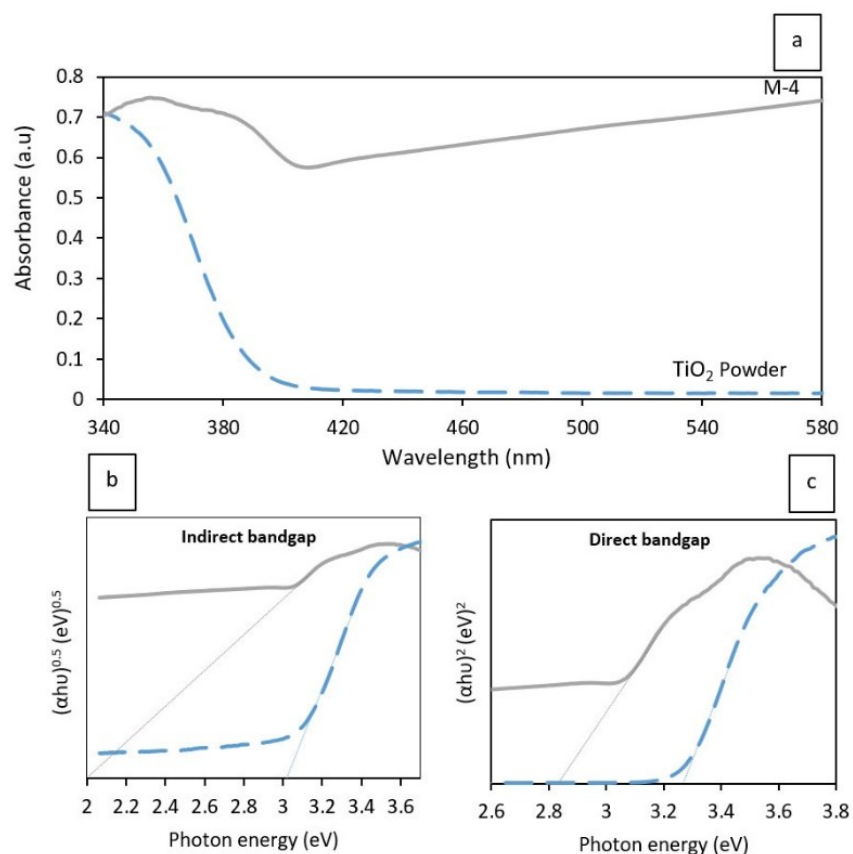 a
0.8
0.7
0.6
0.5
0.4
0.3
0.2
0.1
0
Absorbance (a.u)
M-4
TiO₂ Powder
340 380 420 460 500 540 580
Wavelength (nm)
b
Indirect bandgap
(αhυ)^0.5 (eV)^0.5
2 2.2 2.4 2.6 2.8 3 3.2 3.4 3.6
Photon energy (eV)
c
Direct bandgap
(αhυ)² (eV)²
2.6 2.8 3 3.2 3.4 3.6 3.8
Photon energy (eV)